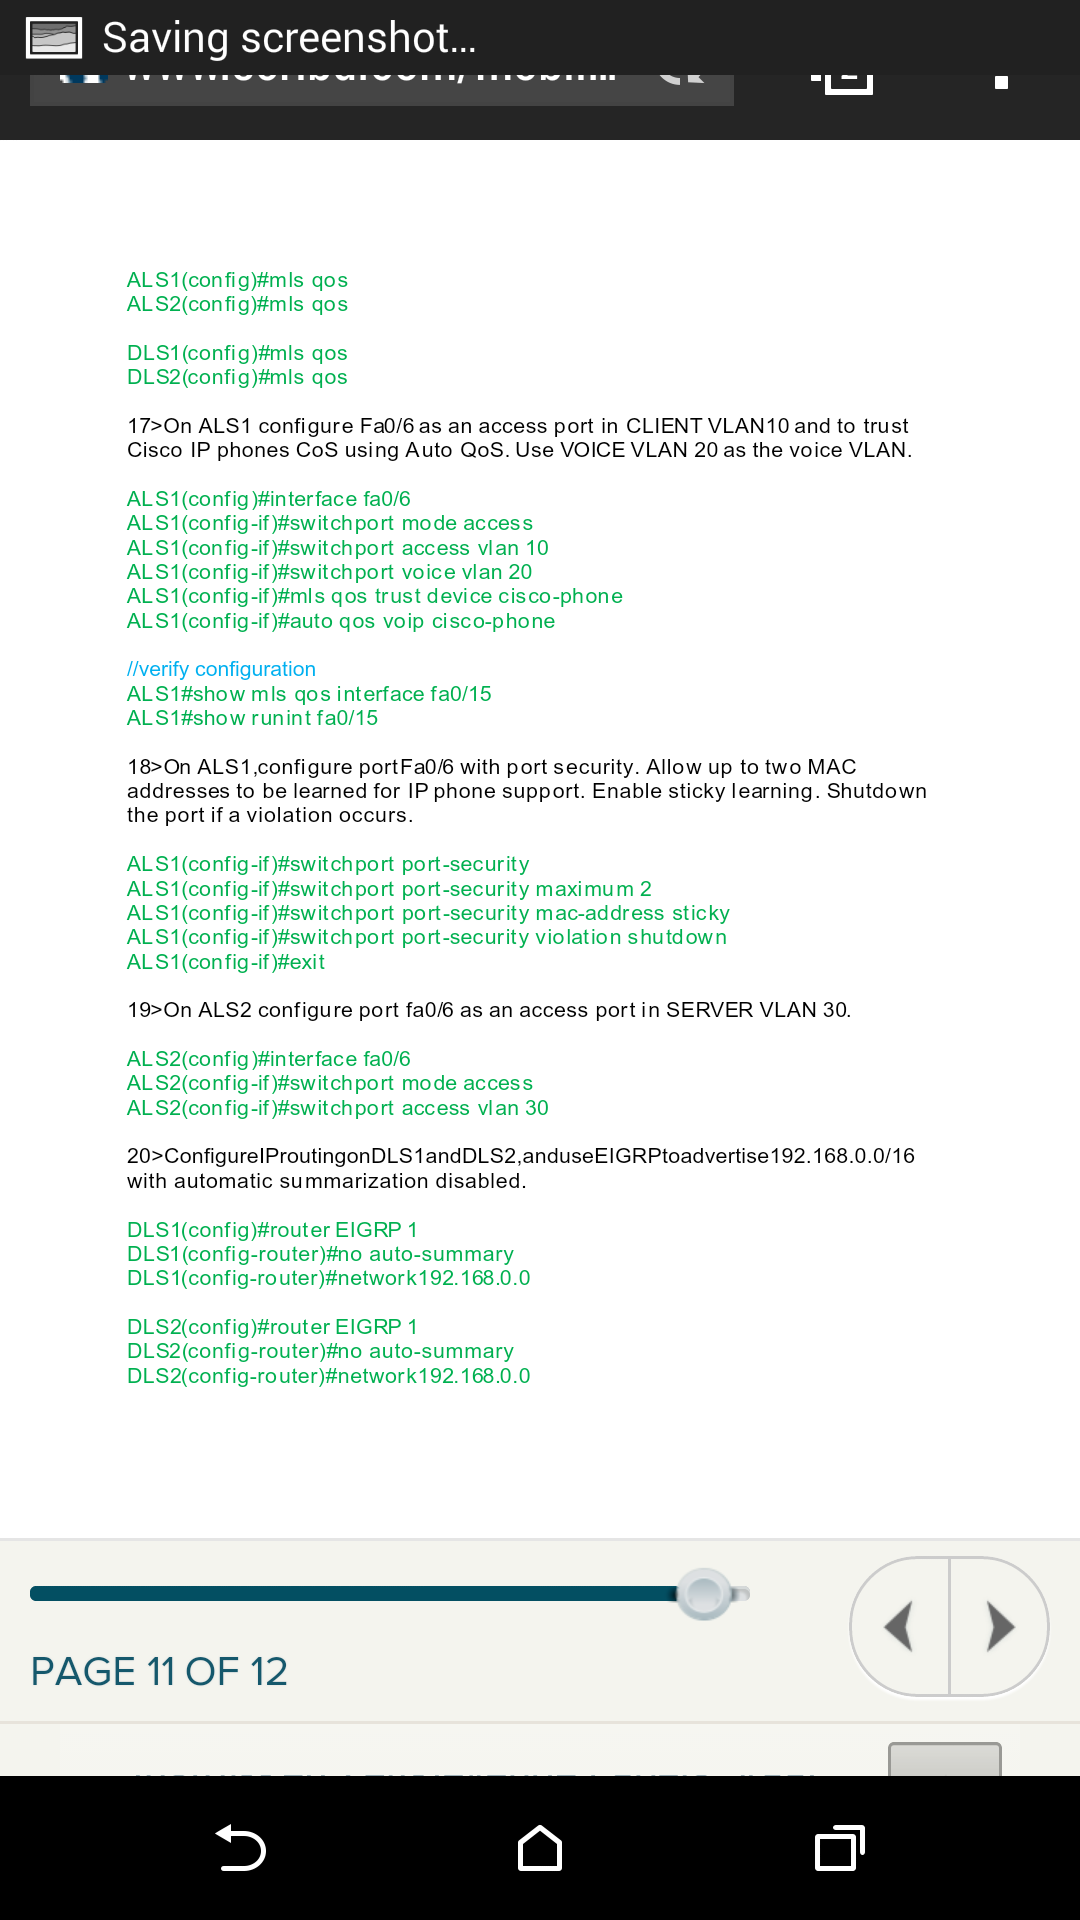 Saving screenshot...
ALS1(config)#mls qos
ALS2(config)#mls qos
DLS1(config)#mls qos
DLS2(config)#mls qos
17>On ALS1 configure Fa0/6 as an access port in CLIENT VLAN10 and to trust
Cisco IP phones CoS using Auto QoS. Use VOICE VLAN 20 as the voice VLAN.
ALS1(config)#interface fa0/6
ALS1(config-if)#switchport mode access
ALS1(config-if)#switchport access vlan 10
ALS1(config-if)#switchport voice vlan 20
ALS1(config-if)#mls qos trust device cisco-phone
ALS1(config-if)#auto qos voip cisco-phone
//verify configuration
ALS1#show mls qos interface fa0/15
ALS1#show runint fa0/15
18>On ALS1,configure portFa0/6 with port security. Allow up to two MAC
addresses to be learned for IP phone support. Enable sticky learning. Shutdown
the port if a violation occurs.
ALS1(config-if)#switchport port-security
ALS1(config-if)#switchport port-security maximum 2
ALS1(config-if)#switchport port-security mac-address sticky
ALS1(config-if)#switchport port-security violation shutdown
ALS1(config-if)#exit
19>On ALS2 configure port fa0/6 as an access port in SERVER VLAN 30.
ALS2(config)#interface fa0/6
ALS2(config-if)#switchport mode access
ALS2(config-if)#switchport access vlan 30
20>ConfigureIProutingonDLS1andDLS2,anduseEIGRPtoadvertise192.168.0.0/16
with automatic summarization disabled.
DLS1(config)#router EIGRP 1
DLS1(config-router)#no auto-summary
DLS1(config-router)#network192.168.0.0
DLS2(config)#router EIGRP 1
DLS2(config-router)#no auto-summary
DLS2(config-router)#network192.168.0.0
PAGE 11 OF 12